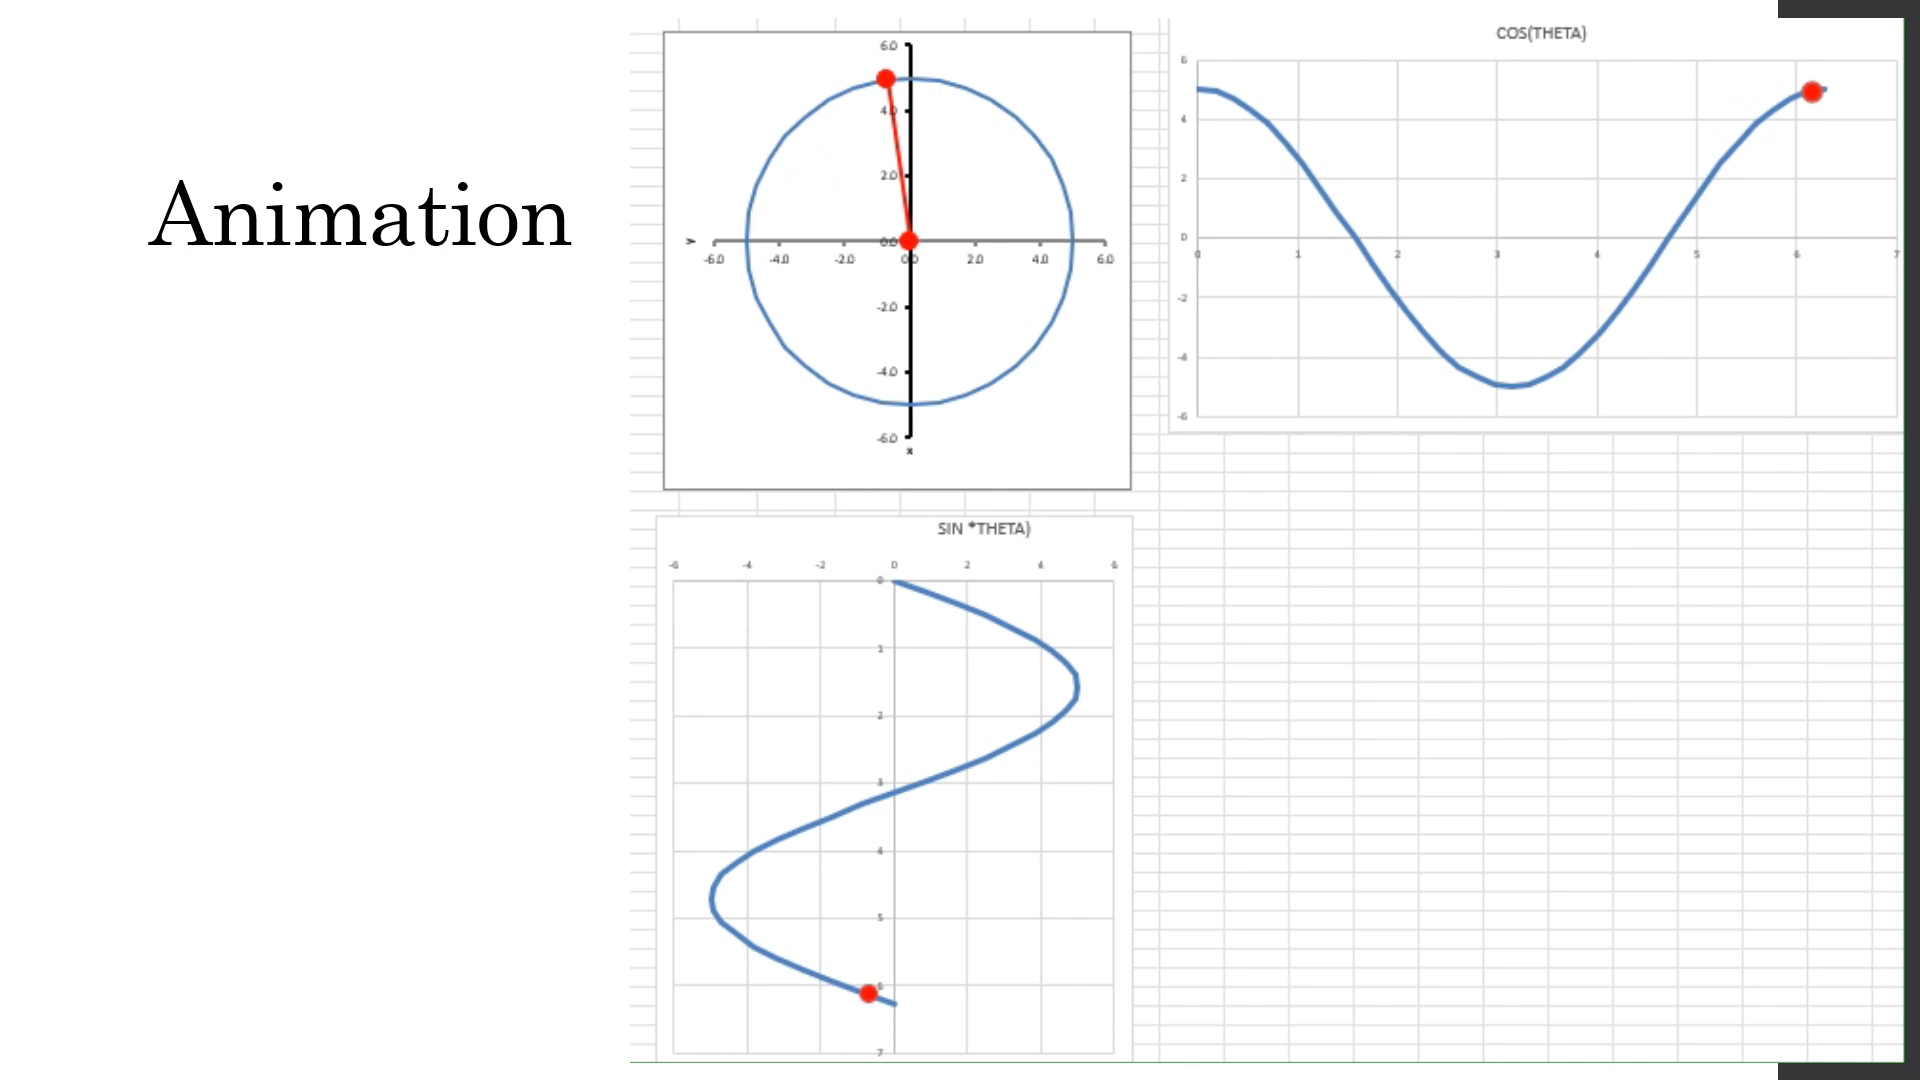 Animation
6.0
4.0
2.0
0.0
-2.0
-4.0
-6.0
-6.0 -4.0 -2.0 0.0 2.0 4.0 6.0
y
x
COS(THETA)
6
4
2
0
-2
-4
-6
0 1 2 3 4 5 6 7
SIN *THETA)
-6 -4 -2 0 2 4 6
0
1
2
3
4
5
6
7